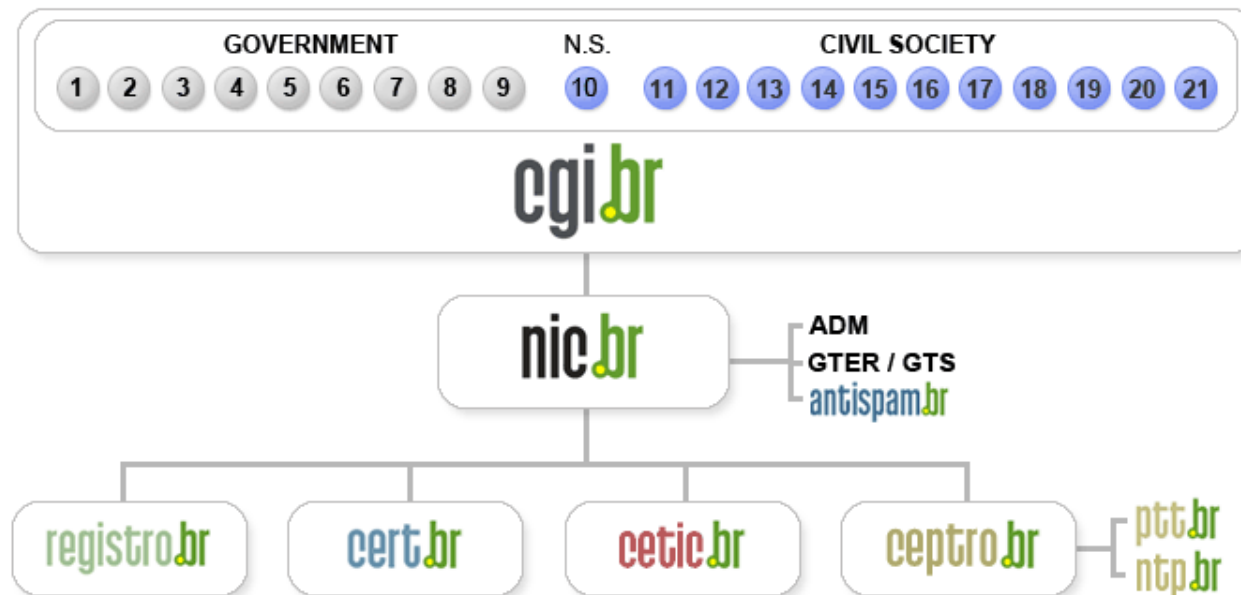 GOVERNMENT N.S. CIVIL SOCIETY
1 2 3 4 5 6 7 8 9 10 11 12 13 14 15 16 17 18 19 20 21
cgi.br
nic.br
ADM
GTER / GTS
antispam.br
registro.br
cert.br
cetic.br
ceptro.br
ptt.br
ntp.br